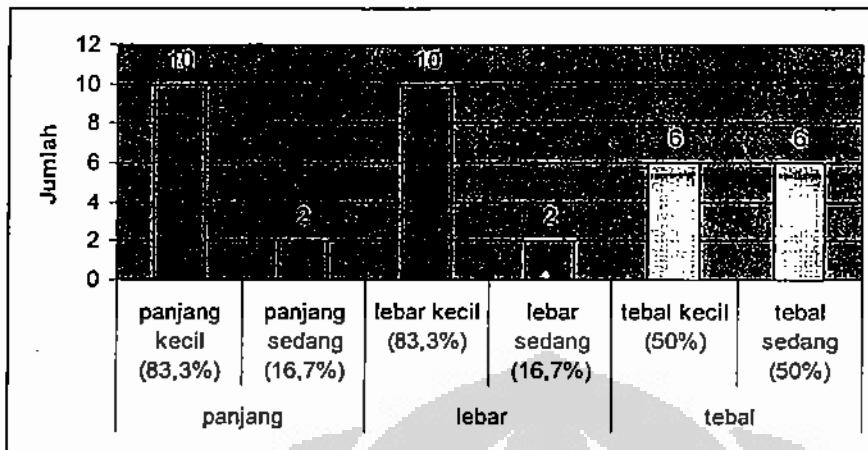 Jumlah
12
10
8
6
4
2
0
10
2
10
2
6
6
panjang kecil (83,3%)
panjang sedang (16,7%)
lebar kecil (83,3%)
lebar sedang (16,7%)
tebal kecil (50%)
tebal sedang (50%)
panjang
lebar
tebal